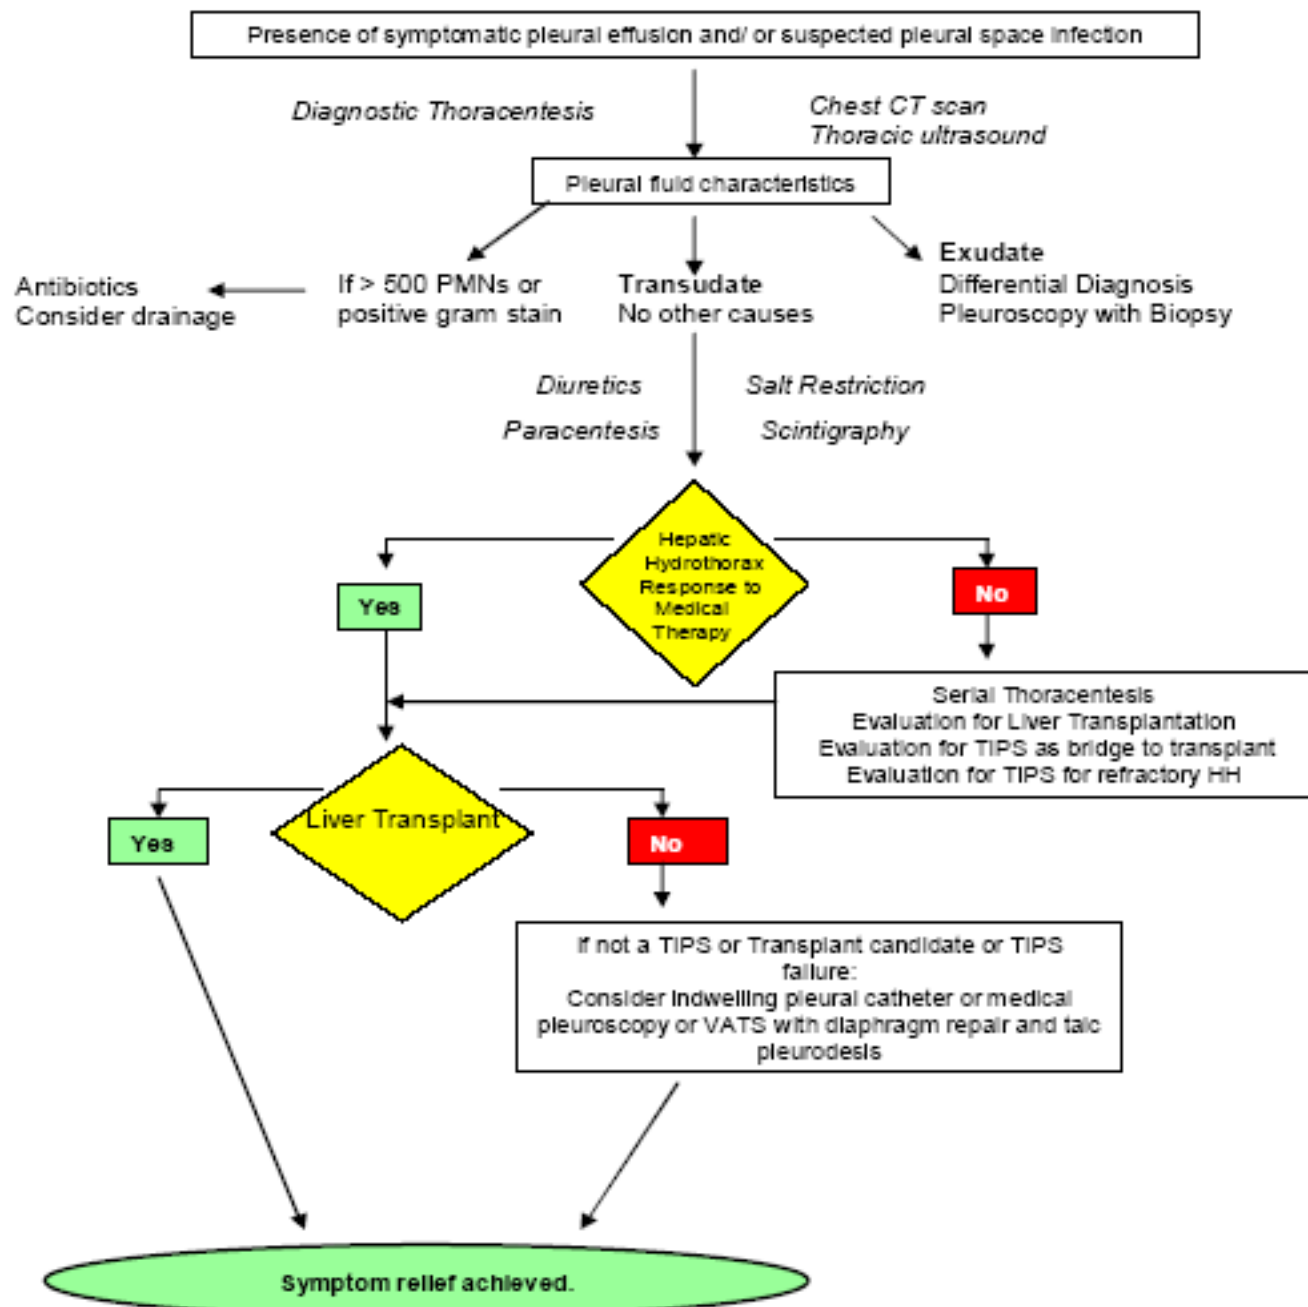 Presence of symptomatic pleural effusion and/ or suspected pleural space infection
Diagnostic Thoracentesis
Chest CT scan
Thoracic ultrasound
Pleural fluid characteristics
Antibiotics
Consider drainage
If > 500 PMNs or
positive gram stain
Transudate
No other causes
Exudate
Differential Diagnosis
Pleuroscopy with Biopsy
Diuretics
Salt Restriction
Paracentesis
Scintigraphy
Hepatic
Hydrothorax
Response to
Medical
Therapy
Yes
No
Serial Thoracentesis
Evaluation for Liver Transplantation
Evaluation for TIPS as bridge to transplant
Evaluation for TIPS for refractory HH
Liver Transplant
Yes
No
If not a TIPS or Transplant candidate or TIPS
failure:
Consider indwelling pleural catheter or medical
pleuroscopy or VATS with diaphragm repair and talc
pleurodesis
Symptom relief achieved.